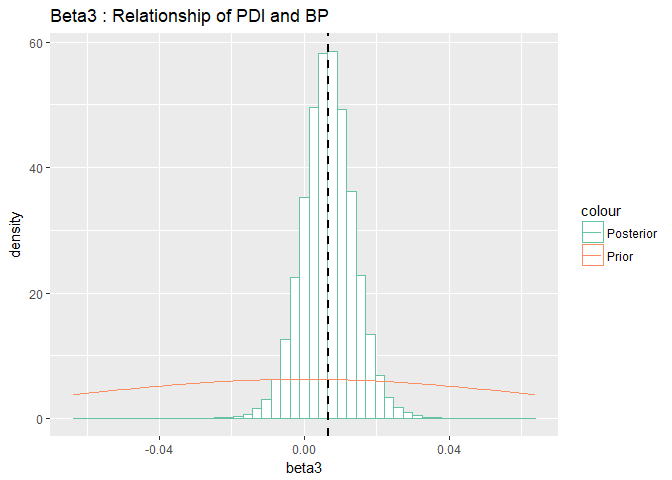 Beta3 : Relationship of PDI and BP
60
40
20
0
density
-0.04
0.00
0.04
beta3
colour
Posterior
Prior